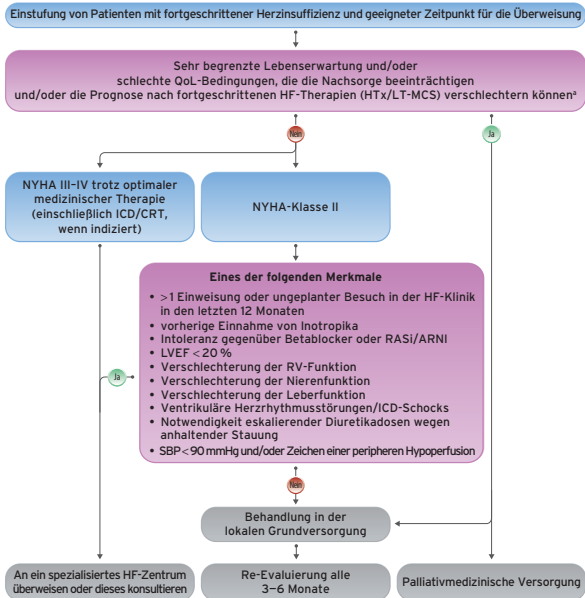 Einstufung von Patienten mit fortgeschrittener Herzinsuffizienz und geeigneter Zeitpunkt für die Überweisung
Sehr begrenzte Lebenserwartung und/oder
schlechte QoL-Bedingungen, die die Nachsorge beeinträchtigen
und/oder die Prognose nach fortgeschrittenen HF-Therapien (HTx/LT-MCS) verschlechtern könnenᵃ
Nein
Ja
NYHA III–IV trotz optimaler
medizinischer Therapie
(einschließlich ICD/CRT,
wenn indiziert)
NYHA-Klasse II
Eines der folgenden Merkmale
• >1 Einweisung oder ungeplanter Besuch in der HF-Klinik
in den letzten 12 Monaten
• vorherige Einnahme von Inotropika
• Intoleranz gegenüber Betablocker oder RASi/ARNI
• LVEF < 20 %
• Verschlechterung der RV-Funktion
• Verschlechterung der Nierenfunktion
• Verschlechterung der Leberfunktion
• Ventrikuläre Herzrhythmusstörungen/ICD-Schocks
• Notwendigkeit eskalierender Diuretikadosen wegen
anhaltender Stauung
• SBP < 90 mmHg und/oder Zeichen einer peripheren Hypoperfusion
Ja
Nein
Behandlung in der
lokalen Grundversorgung
An ein spezialisiertes HF-Zentrum
überweisen oder dieses konsultieren
Re-Evaluierung alle
3–6 Monate
Palliativmedizinische Versorgung